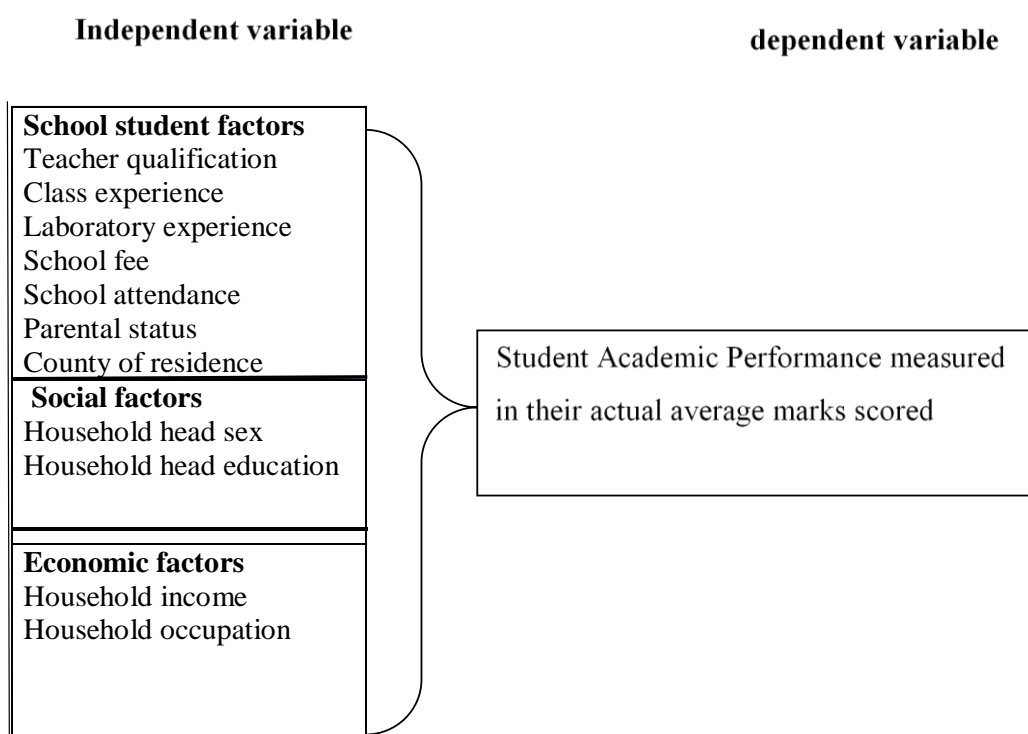 Independent variable
dependent variable
School student factors
Teacher qualification
Class experience
Laboratory experience
School fee
School attendance
Parental status
County of residence
Social factors
Household head sex
Household head education
Economic factors
Household income
Household occupation
Student Academic Performance measured
in their actual average marks scored